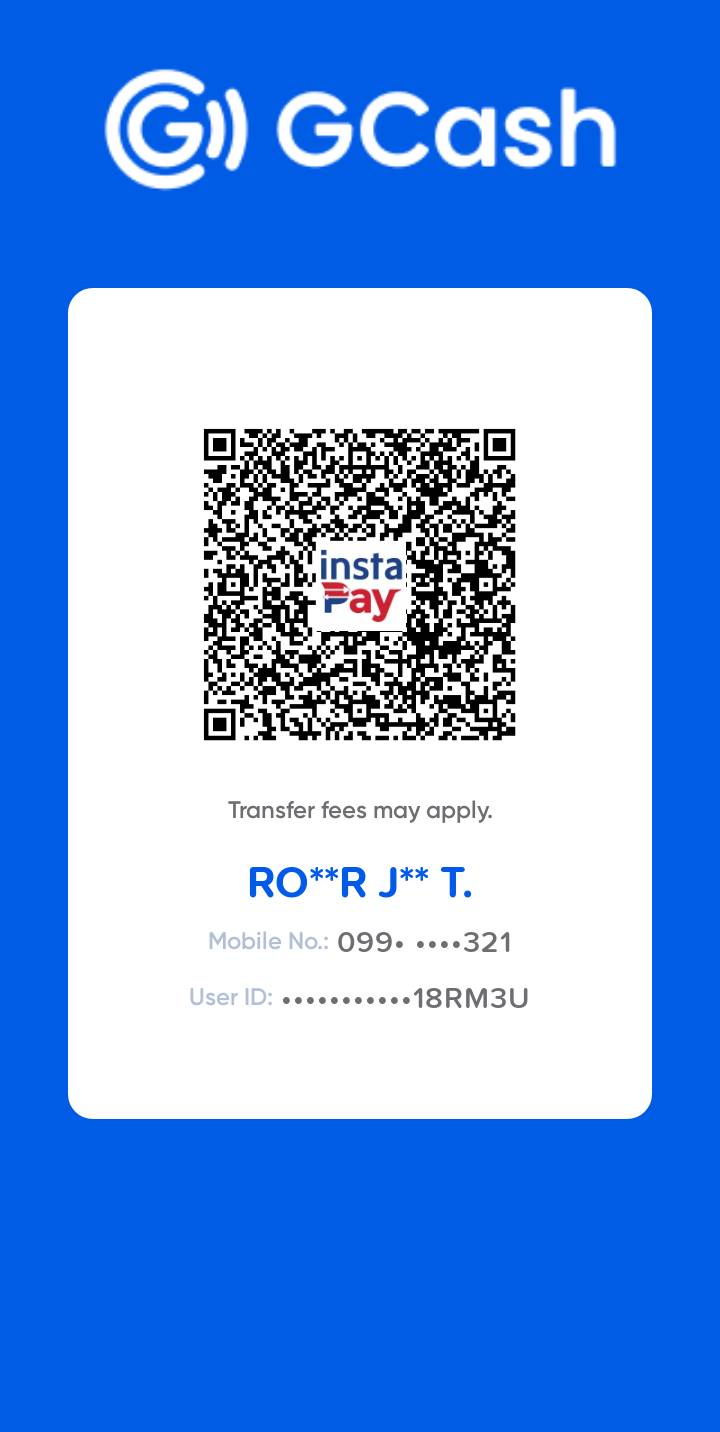 GCash
insta
Pay
Transfer fees may apply.
RO**R J** T.
Mobile No.: 099• ••••321
User ID: •••••••••••18RM3U